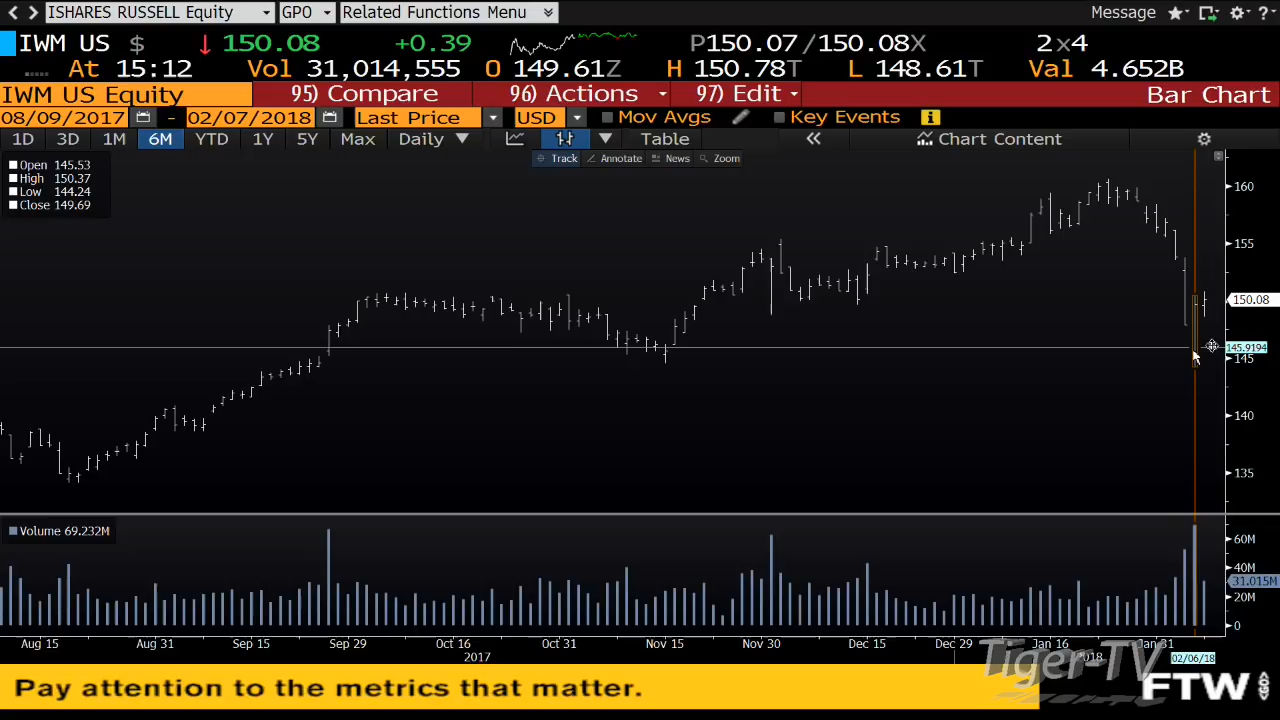 ISHARES RUSSELL Equity GPO Related Functions Menu Message ?
IWM US $ ↓ 150.08 +0.39 P150.07/150.08X 2x4
At 15:12 Vol 31,014,555 O 149.61Z H 150.78T L 148.61T Val 4.652B
IWM US Equity 95) Compare 96) Actions 97) Edit Bar Chart
08/09/2017 - 02/07/2018 Last Price USD Mov Avgs Key Events
1D 3D 1M 6M YTD 1Y 5Y Max Daily Table « Chart Content
Track Annotate News Zoom
Open 145.53
High 150.37
Low 144.24
Close 149.69
160
155
150.08
145.9194
145
140
135
Volume 69.232M
60M
40M
31.015M
20M
0
Aug 15 Aug 31 Sep 15 Sep 29 Oct 16 Oct 31 Nov 15 Nov 30 Dec 15 Dec 29 Jan 16 Jan 31
2017 2018 02/06/18
Tiger-TV
Pay attention to the metrics that matter. FTW